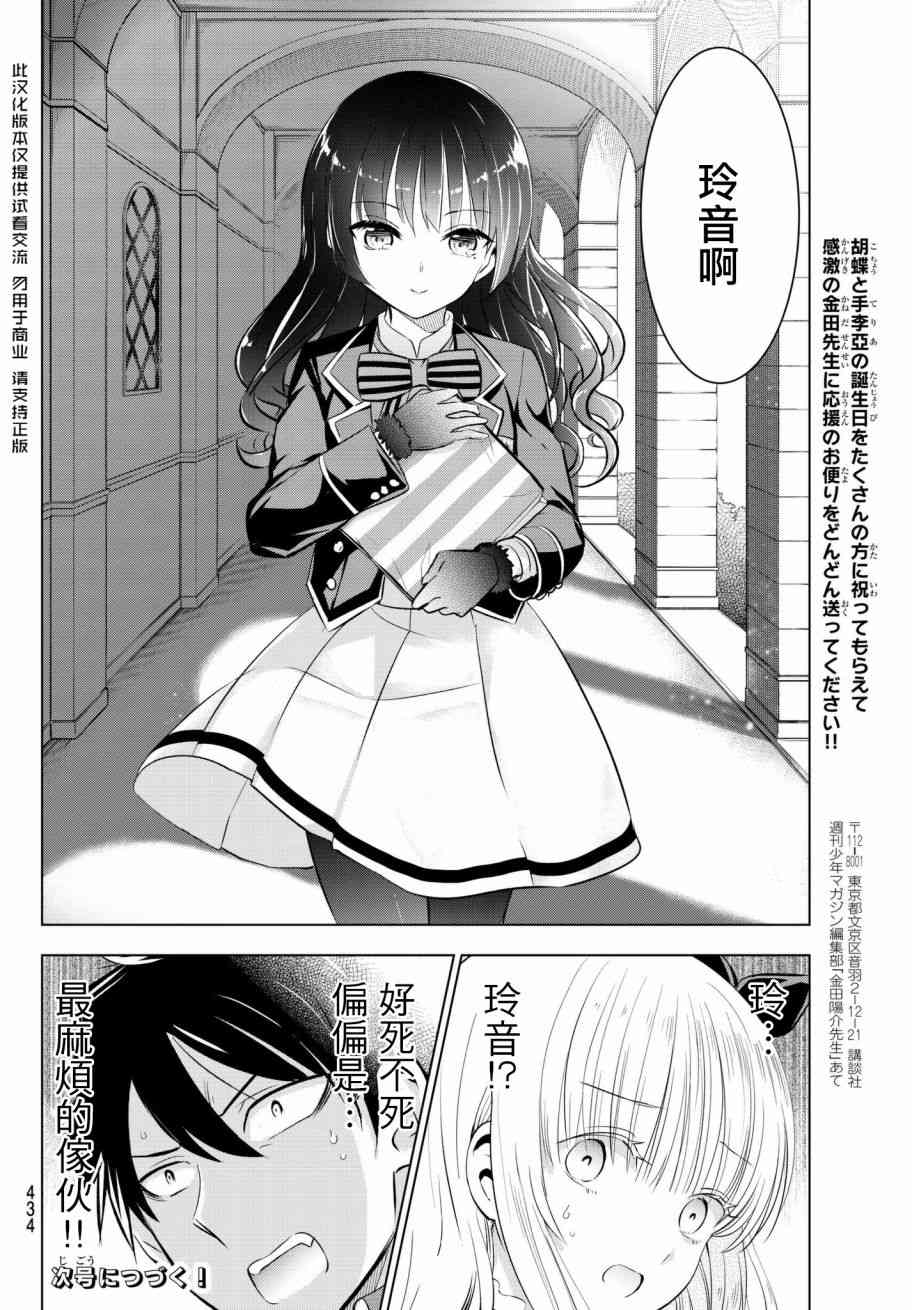 玲音啊
胡蝶と手李亞の誕生日をたくさんの方に祝ってもらえて
感激の金田先生に応援のお便りをどんどん送ってください!!
〒112-8001 東京都文京区音羽2-12-21 講談社
週刊少年マガジン編集部「金田陽介先生」あて
此汉化版本仅提供试看交流 勿用于商业 请支持正版
玲…
玲音!?
好死不死
偏偏是…
最麻煩的傢伙!!
次号につづく!
434